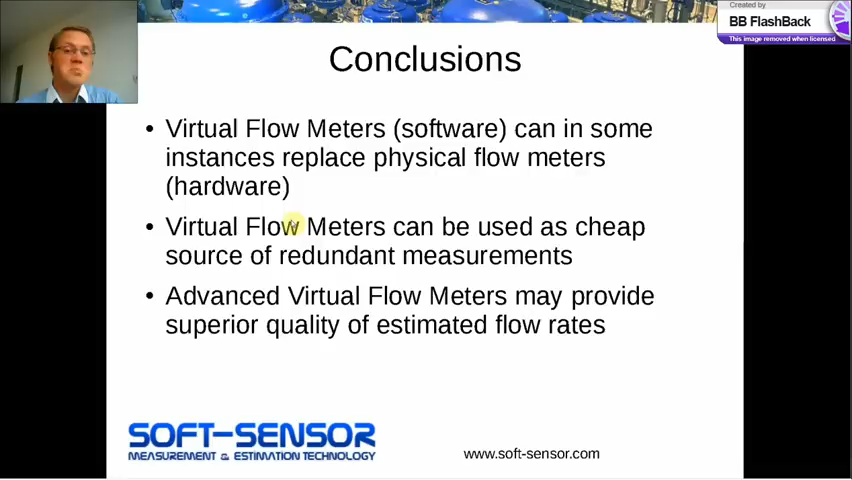 Created by
BB FlashBack
This image removed when licensed
Conclusions
• Virtual Flow Meters (software) can in some
instances replace physical flow meters
(hardware)
• Virtual Flow Meters can be used as cheap
source of redundant measurements
• Advanced Virtual Flow Meters may provide
superior quality of estimated flow rates
SOFT-SENSOR
MEASUREMENT & ESTIMATION TECHNOLOGY
www.soft-sensor.com